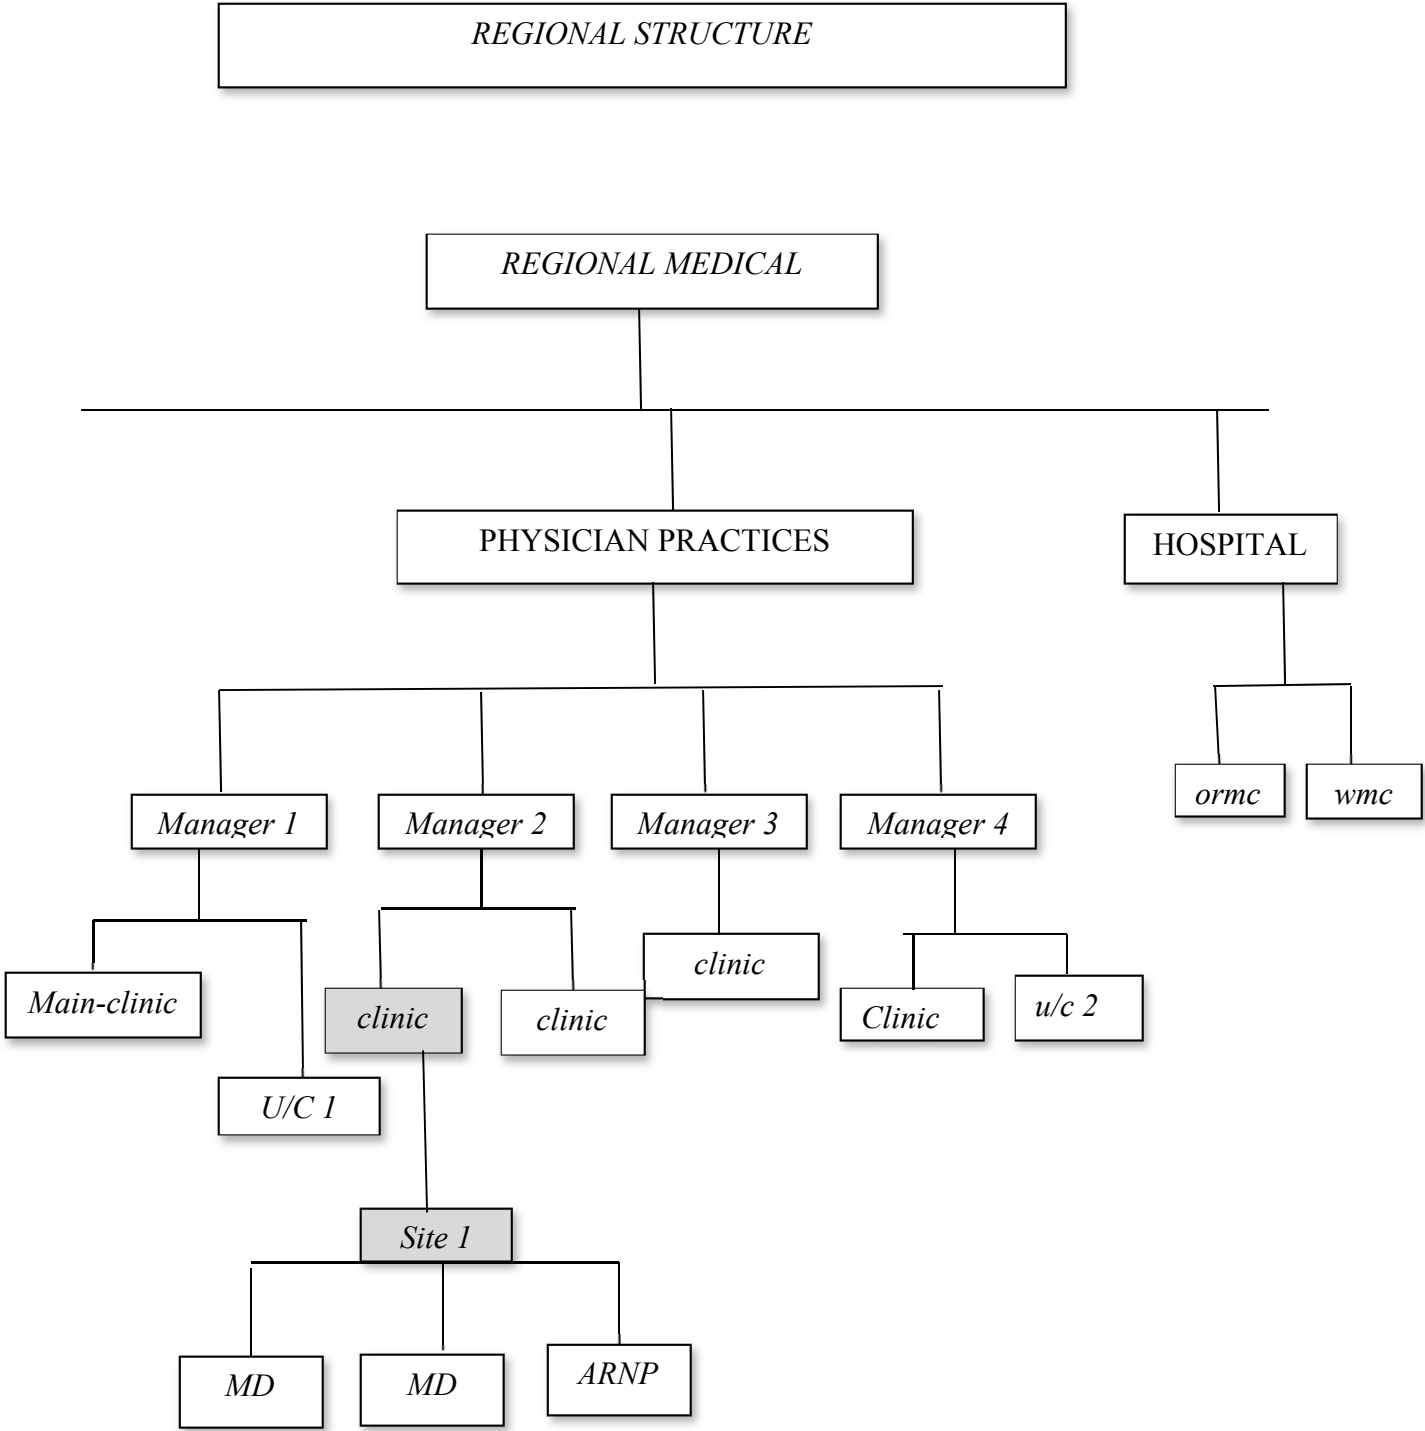 REGIONAL STRUCTURE
REGIONAL MEDICAL
PHYSICIAN PRACTICES
HOSPITAL
ormc
wmc
Manager 1
Manager 2
Manager 3
Manager 4
Main-clinic
U/C 1
clinic
clinic
clinic
Clinic
u/c 2
Site 1
MD
MD
ARNP